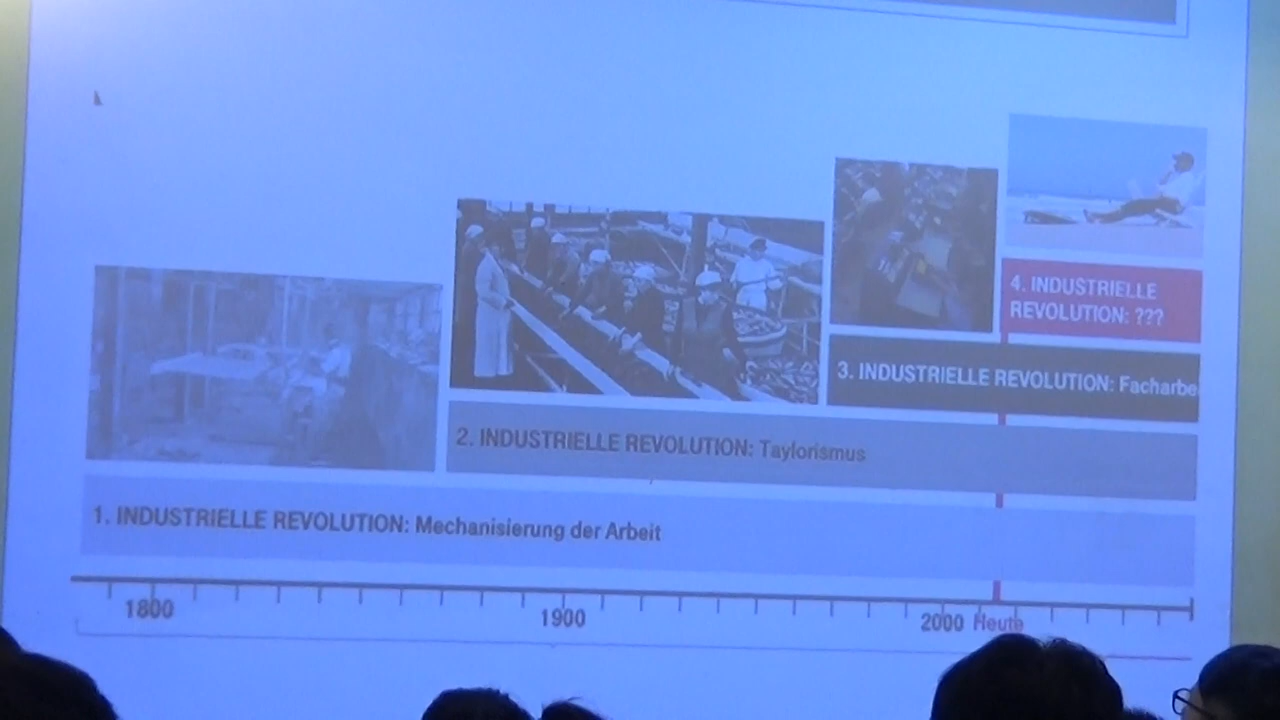 4. INDUSTRIELLE
REVOLUTION: ???
3. INDUSTRIELLE REVOLUTION: Facharbe
2. INDUSTRIELLE REVOLUTION: Taylorismus
1. INDUSTRIELLE REVOLUTION: Mechanisierung der Arbeit
1800 1900 2000 Heute